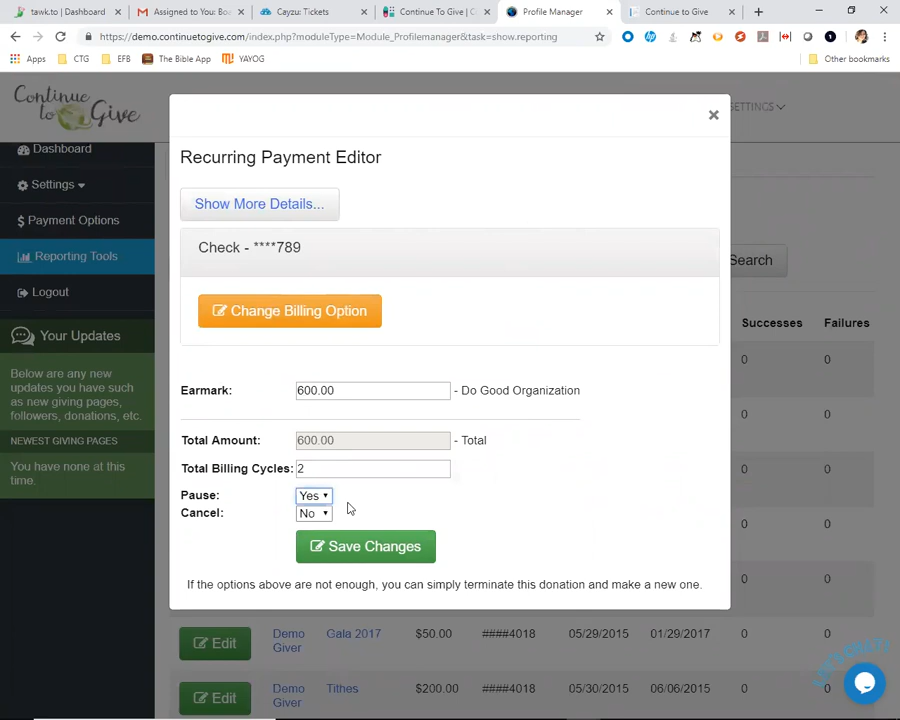 tawk.to | Dashboard
Assigned to You: Boa
Cayzu: Tickets
Continue To Give | C
Profile Manager
Continue to Give
https://demo.continuetogive.com/index.php?moduleType=Module_Profilemanager&task=show.reporting
Apps
CTG
EFB
The Bible App
YAYOG
Other bookmarks
Continue to Give
SETTINGS
Dashboard
Settings
Payment Options
Reporting Tools
Logout
Your Updates
Below are any new
updates you have such
as new giving pages,
followers, donations, etc.
NEWEST GIVING PAGES
You have none at this
time.
×
Recurring Payment Editor
Show More Details...
Check - ****789
Change Billing Option
Earmark: 600.00 - Do Good Organization
Total Amount: 600.00 - Total
Total Billing Cycles: 2
Pause: Yes
Cancel: No
Save Changes
If the options above are not enough, you can simply terminate this donation and make a new one.
Search
Successes Failures
0 0
0 0
0 0
0 0
0 0
Edit Demo Giver Gala 2017 $50.00 ####4018 05/29/2015 01/29/2017 0 0
Edit Demo Giver Tithes $200.00 ####4018 05/30/2015 06/06/2015 0 0